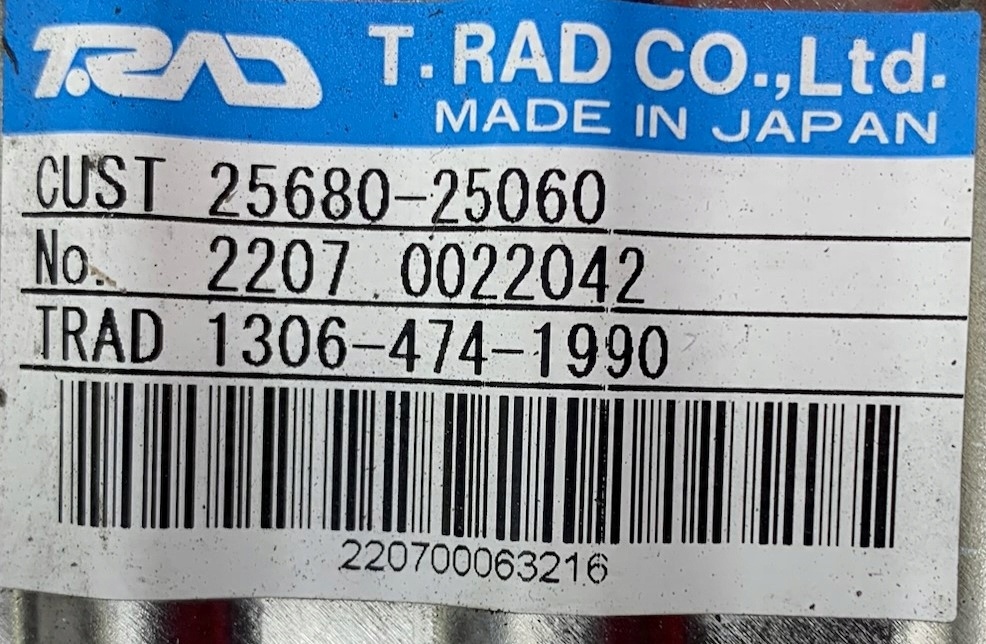 T.RAD T. RAD CO.,Ltd.
MADE IN JAPAN
CUST 25680-25060
No. 2207 0022042
TRAD 1306-474-1990
220700063216